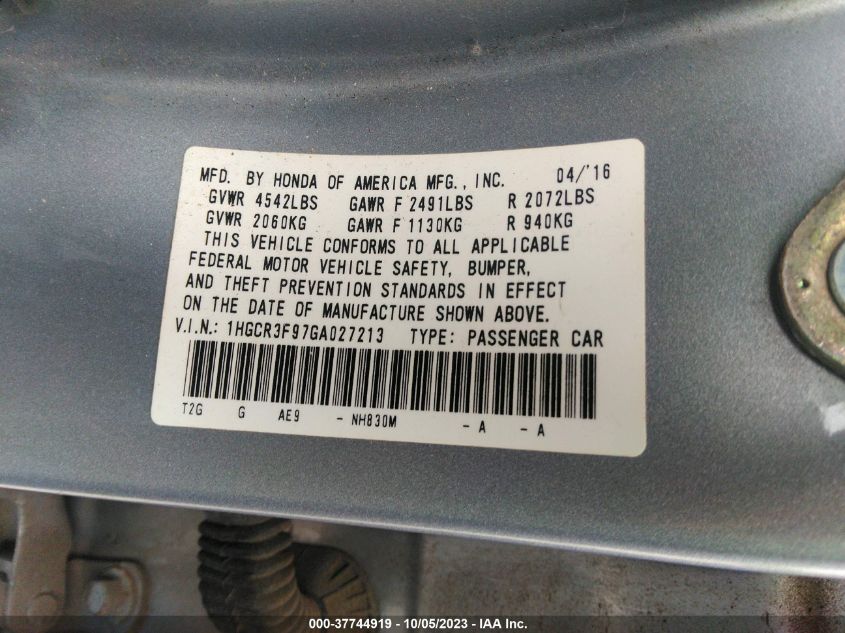 MFD. BY HONDA OF AMERICA MFG., INC. 04/'16
GVWR 4542LBS GAWR F 2491LBS R 2072LBS
GVWR 2060KG GAWR F 1130KG R 940KG
THIS VEHICLE CONFORMS TO ALL APPLICABLE
FEDERAL MOTOR VEHICLE SAFETY, BUMPER,
AND THEFT PREVENTION STANDARDS IN EFFECT
ON THE DATE OF MANUFACTURE SHOWN ABOVE.
V.I.N.: 1HGCR3F97GA027213 TYPE: PASSENGER CAR
T2G G AE9 - NH830M - A - A
000-37744919 - 10/05/2023 - IAA Inc.